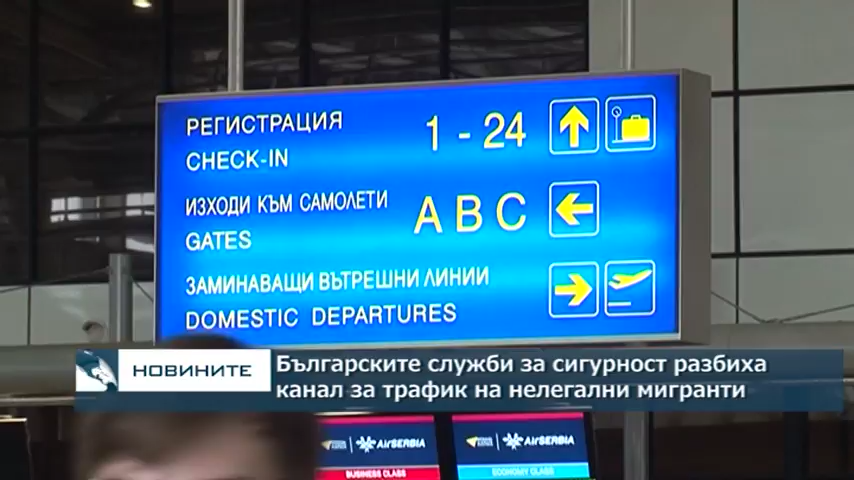 РЕГИСТРАЦИЯ
CHECK-IN
1 - 24
ИЗХОДИ КЪМ САМОЛЕТИ
GATES
A B C
ЗАМИНАВАЩИ ВЪТРЕШНИ ЛИНИИ
DOMESTIC DEPARTURES
НОВИНИТЕ
Българските служби за сигурност разбиха
канал за трафик на нелегални мигранти
AIRSERBIA
AIRSERBIA
BUSINESS CLASS
ECONOMY CLASS